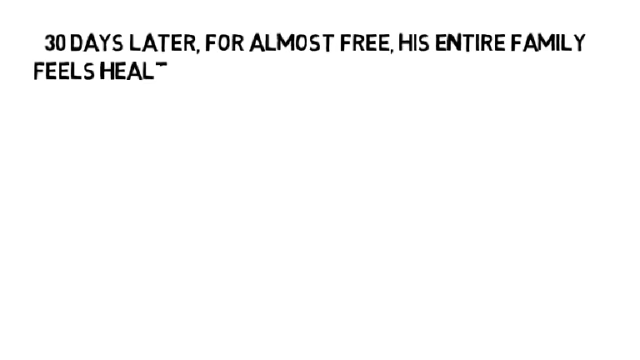 30 DAYS LATER, FOR ALMOST FREE, HIS ENTIRE FAMILY
FEELS HEAL